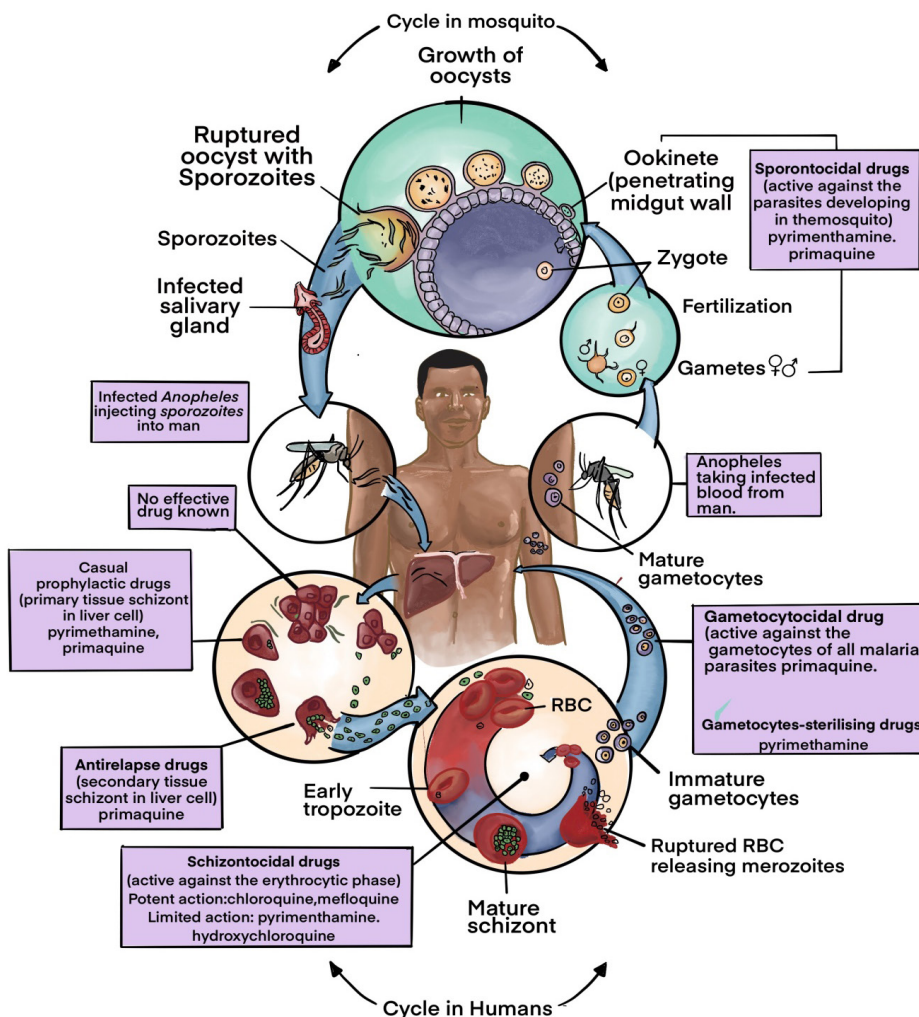 Cycle in mosquito
Growth of
oocysts
Ruptured
oocyst with
Sporozoites
Ookinete
(penetrating
midgut wall
Sporontocidal drugs
(active against the
parasites developing
in themosquito)
pyrimenthamine.
primaquine
Sporozoites
Zygote
Infected
salivary
gland
Fertilization
Gametes ♀♂
♂
♀
Infected Anopheles
injecting sporozoites
into man
Anopheles
taking infected
blood from
man.
No effective
drug known
Mature
gametocytes
Casual
prophylactic drugs
(primary tissue schizont
in liver cell)
pyrimethamine,
primaquine
Gametocytocidal drug
(active against the
gametocytes of all malaria
parasites primaquine.
Gametocytes-sterilising drugs
pyrimethamine
RBC
Antirelapse drugs
(secondary tissue
schizont in liver cell)
primaquine
Early
tropozoite
Immature
gametocytes
Ruptured RBC
releasing merozoites
Schizontocidal drugs
(active against the erythrocytic phase)
Potent action:chloroquine,mefloquine
Limited action: pyrimenthamine.
hydroxychloroquine
Mature
schizont
Cycle in Humans